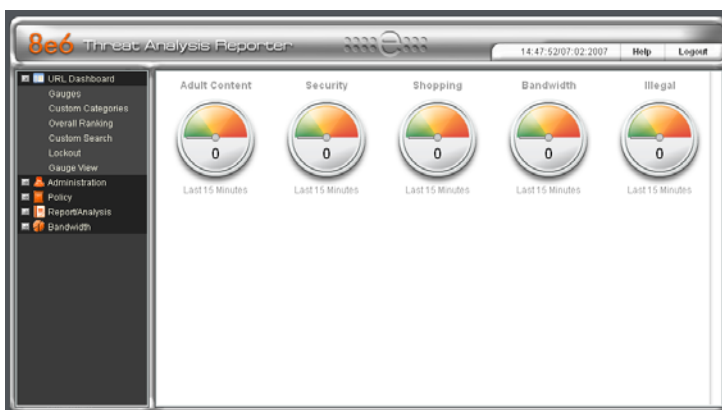 8e6 Threat Analysis Reporter
14:47:52/07:02:2007 Help Logout
URL Dashboard
Gauges
Custom Categories
Overall Ranking
Custom Search
Lockout
Gauge View
Administration
Policy
Report/Analysis
Bandwidth
Adult Content Security Shopping Bandwidth Illegal
0 0 0 0 0
Last 15 Minutes Last 15 Minutes Last 15 Minutes Last 15 Minutes Last 15 Minutes